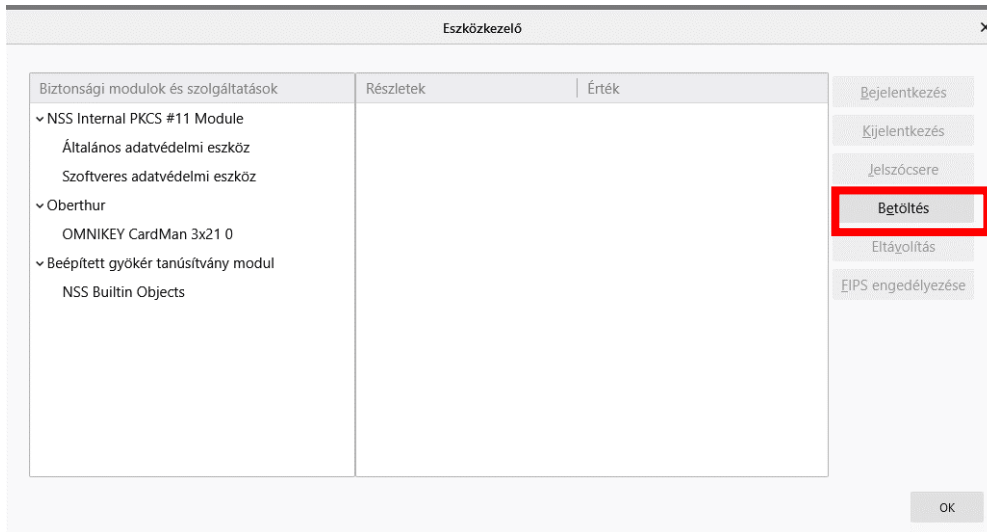 Eszközkezelő
Biztonsági modulok és szolgáltatások
Részletek
Érték
NSS Internal PKCS #11 Module
Általános adatvédelmi eszköz
Szoftveres adatvédelmi eszköz
Oberthur
OMNIKEY CardMan 3x21 0
Beépített gyökér tanúsítvány modul
NSS Builtin Objects
Bejelentkezés
Kijelentkezés
Jelszócsere
Betöltés
Eltávolítás
FIPS engedélyezése
OK